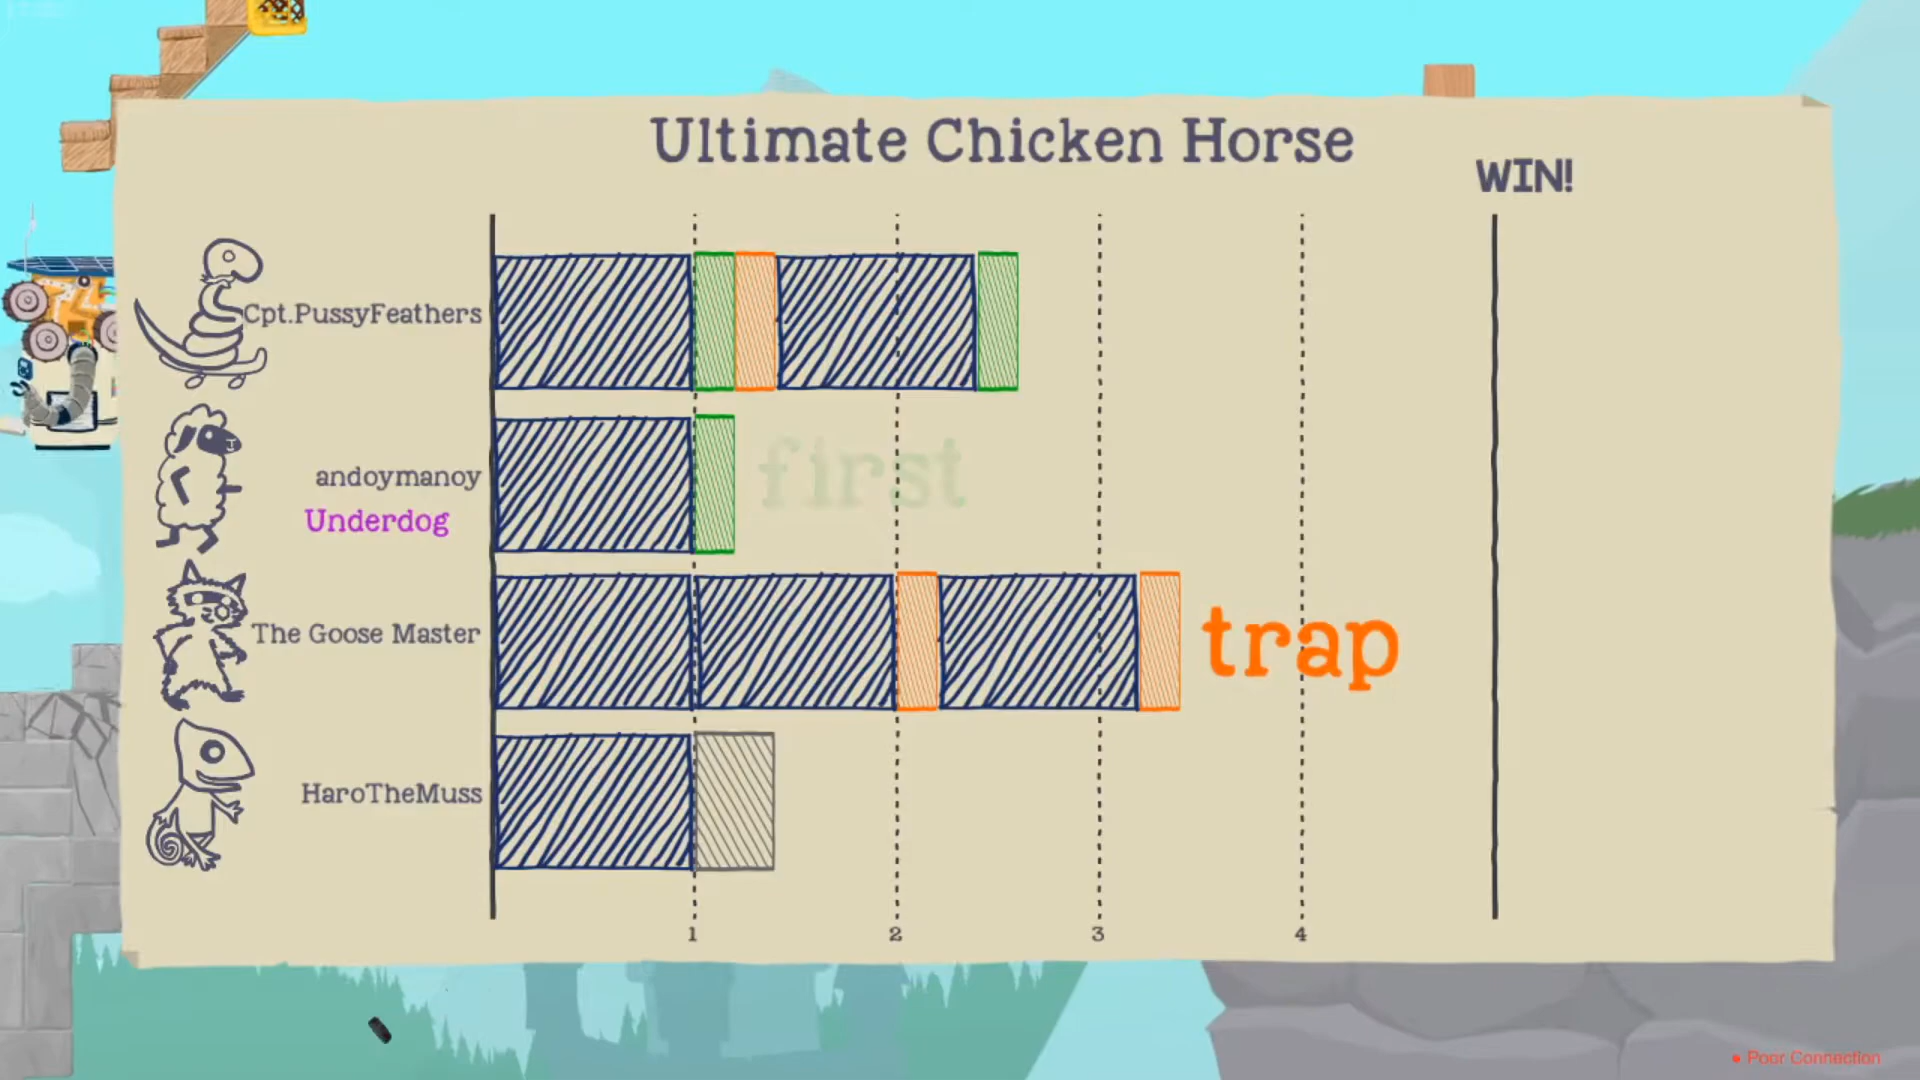 Ultimate Chicken Horse
WIN!
Cpt.PussyFeathers
andoymanoy
first
Underdog
The Goose Master
trap
HaroTheMuss
1 2 3 4
Poor Connection